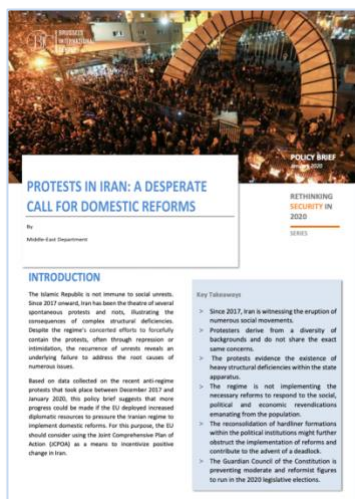 BRUSSELS
INTERNATIONAL
CENTER
POLICY BRIEF
January 2020
PROTESTS IN IRAN: A DESPERATE
CALL FOR DOMESTIC REFORMS
By
Middle-East Department
RETHINKING
SECURITY IN
2020
SERIES
INTRODUCTION
The Islamic Republic is not immune to social unrests.
Since 2017 onward, Iran has been the theatre of several
spontaneous protests and riots, illustrating the
consequences of complex structural deficiencies.
Despite the regime's concerted efforts to forcefully
contain the protests, often through repression or
intimidation, the recurrence of unrests reveals an
underlying failure to address the root causes of
numerous issues.
Based on data collected on the recent anti-regime
protests that took place between December 2017 and
January 2020, this policy brief suggests that more
progress could be made if the EU deployed increased
diplomatic resources to pressure the Iranian regime to
implement domestic reforms. For this purpose, the EU
should consider using the Joint Comprehensive Plan of
Action (JCPOA) as a means to incentivize positive
change in Iran.
Key Takeaways
> Since 2017, Iran is witnessing the eruption of
numerous social movements.
> Protesters derive from a diversity of
backgrounds and do not share the exact
same concerns.
> The protests evidence the existence of
heavy structural deficiencies within the state
apparatus.
> The regime is not implementing the
necessary reforms to respond to the social,
political and economic revendications
emanating from the population.
> The reconsolidation of hardliner formations
within the political institutions might further
obstruct the implementation of reforms and
contribute to the advent of a deadlock.
> The Guardian Council of the Constitution is
preventing moderate and reformist figures
to run in the 2020 legislative elections.